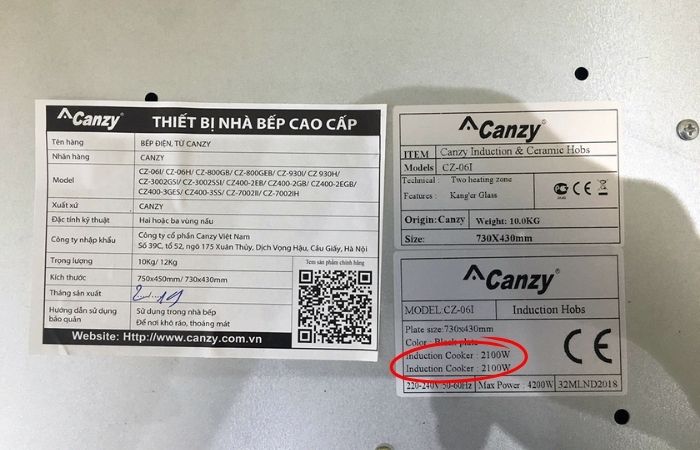 Canzy THIẾT BỊ NHÀ BẾP CAO CẤP
Tên hàng BẾP ĐIỆN, TỪ CANZY
Nhãn hàng CANZY
Model CZ-06I/ CZ-06H/ CZ-800GB/ CZ-800GEB/ CZ-930I/ CZ 930H/
CZ-3002GSI/ CZ-3002SSI/ CZ400-2EB/ CZ400-2GB/ CZ400-2EGB/
CZ400-3GES/ CZ400-3SS/ CZ-7002II/ CZ-7002IH
Xuất xứ CANZY
Đặc tính kỹ thuật Hai hoặc ba vùng nấu
Công ty nhập khẩu Công ty cổ phần Canzy Việt Nam
Số 39C, tổ 52, ngõ 175 Xuân Thủy, Dịch Vọng Hậu, Cầu Giấy, Hà Nội
Trọng lượng 10Kg/ 12Kg
Tem sản phẩm chính hãng
Kích thước 750x450mm/ 730x430mm
Tháng sản xuất
Hướng dẫn sử dụng Sử dụng trong nhà bếp
bảo quản Để nơi khô ráo, thoáng mát
Website: Http://www.canzy.com.vn
Canzy®
ITEM Canzy Induction & Ceramic Hobs
Models CZ-06I
Technical : Two heating zone
Features : Kang'er Glass
CE
Origin: Canzy Weight: 10.0KG
Size: 730X430mm
Canzy®
MODEL:CZ-06I Induction Hobs
Plate size:730x430mm
Color : Black plate
Induction Cooker : 2100W
Induction Cooker : 2100W
CE
220-240V/50-60Hz Max Power : 4200W 32MLND2018